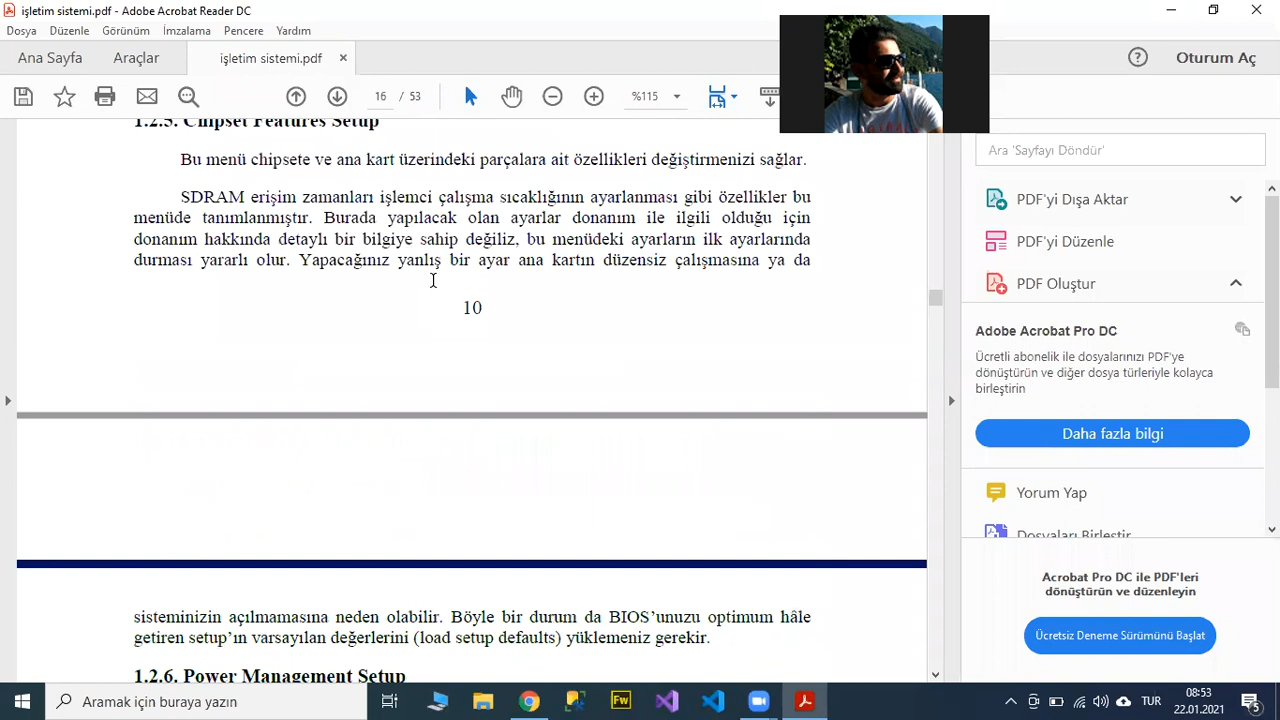 işletim sistemi.pdf - Adobe Acrobat Reader DC
Dosya Düzenle Görünüm İmzalama Pencere Yardım
Ana Sayfa Araçlar işletim sistemi.pdf × ? Oturum Aç
16 / 53 %115
1.2.5. Chipset Features Setup
Bu menü chipsete ve ana kart üzerindeki parçalara ait özellikleri değiştirmenizi sağlar.
SDRAM erişim zamanları işlemci çalışma sıcaklığının ayarlanması gibi özellikler bu
menüde tanımlanmıştır. Burada yapılacak olan ayarlar donanım ile ilgili olduğu için
donanım hakkında detaylı bir bilgiye sahip değiliz, bu menüdeki ayarların ilk ayarlarında
durması yararlı olur. Yapacağınız yanlış bir ayar ana kartın düzensiz çalışmasına ya da
10
sisteminizin açılmamasına neden olabilir. Böyle bir durum da BIOS’unuzu optimum hâle
getiren setup’ın varsayılan değerlerini (load setup defaults) yüklemeniz gerekir.
1.2.6. Power Management Setup
Ara 'Sayfayı Döndür'
PDF'yi Dışa Aktar
PDF'yi Düzenle
PDF Oluştur
Adobe Acrobat Pro DC
Ücretli abonelik ile dosyalarınızı PDF'ye
dönüştürün ve diğer dosya türleriyle kolayca
birleştirin
Daha fazla bilgi
Yorum Yap
Dosyaları Birleştir
Acrobat Pro DC ile PDF'leri
dönüştürün ve düzenleyin
Ücretsiz Deneme Sürümünü Başlat
Aramak için buraya yazın
Fw
TUR
08:53
22.01.2021
5